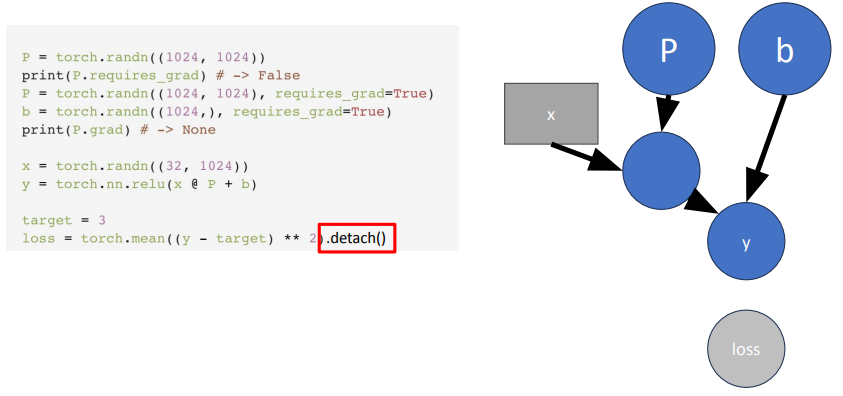 P = torch.randn((1024, 1024))
print(P.requires_grad) # -> False
P = torch.randn((1024, 1024), requires_grad=True)
b = torch.randn((1024,), requires_grad=True)
print(P.grad) # -> None
x = torch.randn((32, 1024))
y = torch.nn.relu(x @ P + b)
target = 3
loss = torch.mean((y - target) ** 2).detach()
P
b
x
y
loss